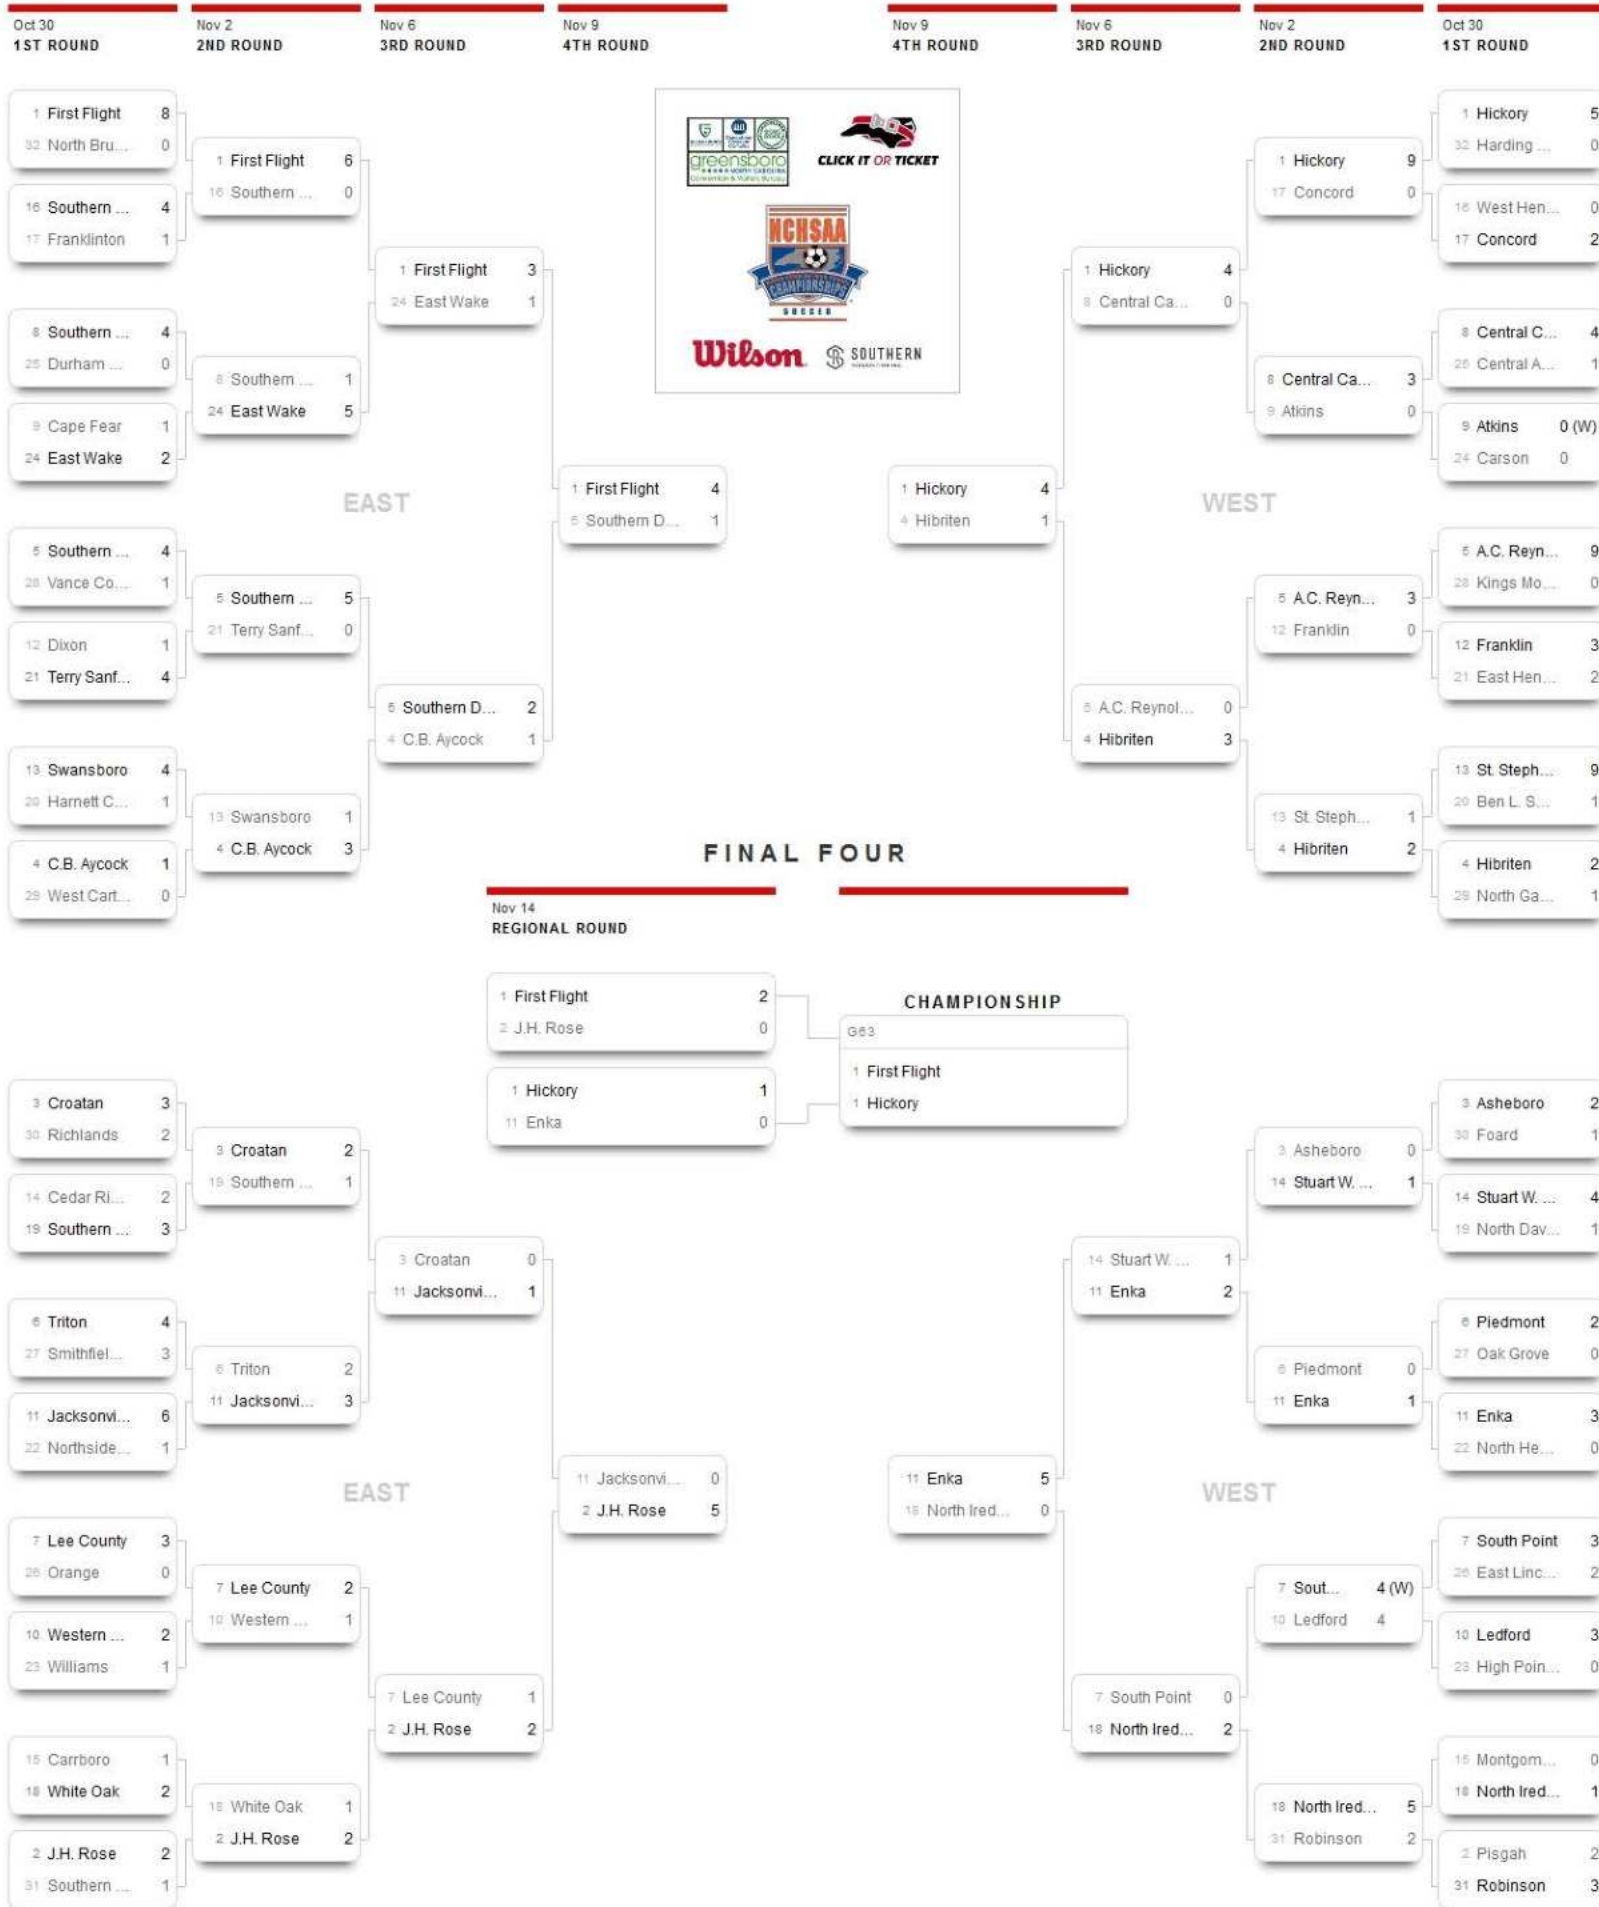 Oct 30
1ST ROUND
Nov 2
2ND ROUND
Nov 6
3RD ROUND
Nov 9
4TH ROUND
Nov 9
4TH ROUND
Nov 6
3RD ROUND
Nov 2
2ND ROUND
Oct 30
1ST ROUND
1 First Flight 8
32 North Bru... 0
16 Southern ... 4
17 Franklinton 1
8 Southern ... 4
25 Durham ... 0
9 Cape Fear 1
24 East Wake 2
5 Southern ... 4
28 Vance Co... 1
12 Dixon 1
21 Terry Sanf... 4
13 Swansboro 4
20 Harnett C... 1
4 C.B. Aycock 1
29 West Cart... 0
1 First Flight 6
16 Southern ... 0
8 Southern ... 1
24 East Wake 5
5 Southern ... 5
21 Terry Sanf... 0
13 Swansboro 1
4 C.B. Aycock 3
1 First Flight 3
24 East Wake 1
5 Southern D... 2
4 C.B. Aycock 1
EAST
1 First Flight 4
5 Southern D... 1
greensboro
NORTH CAROLINA
Convention & Visitors Bureau
CLICK IT OR TICKET
NCHSAA
CHAMPIONSHIPS
SOCCER
Wilson
SOUTHERN
1 Hickory 4
4 Hibriten 1
WEST
1 Hickory 4
8 Central Ca... 0
5 A.C. Reynol... 0
4 Hibriten 3
1 Hickory 9
17 Concord 0
8 Central Ca... 3
9 Atkins 0
5 A.C. Reyn... 3
12 Franklin 0
13 St. Steph... 1
4 Hibriten 2
1 Hickory 5
32 Harding ... 0
16 West Hen... 0
17 Concord 2
8 Central C... 4
25 Central A... 1
9 Atkins 0 (W)
24 Carson 0
5 A.C. Reyn... 9
28 Kings Mo... 0
12 Franklin 3
21 East Hen... 2
13 St. Steph... 9
20 Ben L. S... 1
4 Hibriten 2
29 North Ga... 1
FINAL FOUR
Nov 14
REGIONAL ROUND
1 First Flight 2
2 J.H. Rose 0
1 Hickory 1
11 Enka 0
CHAMPIONSHIP
G63
1 First Flight
1 Hickory
3 Croatan 3
30 Richlands 2
14 Cedar Ri... 2
19 Southern ... 3
6 Triton 4
27 Smithfiel... 3
11 Jacksonvi... 6
22 Northside... 1
7 Lee County 3
26 Orange 0
10 Western ... 2
23 Williams 1
15 Carrboro 1
18 White Oak 2
2 J.H. Rose 2
31 Southern ... 1
3 Croatan 2
19 Southern ... 1
6 Triton 2
11 Jacksonvi... 3
7 Lee County 2
10 Western ... 1
18 White Oak 1
2 J.H. Rose 2
3 Croatan 0
11 Jacksonvi... 1
7 Lee County 1
2 J.H. Rose 2
EAST
11 Jacksonvi... 0
2 J.H. Rose 5
11 Enka 5
18 North Ired... 0
WEST
14 Stuart W. ... 1
11 Enka 2
7 South Point 0
18 North Ired... 2
3 Asheboro 0
14 Stuart W. ... 1
6 Piedmont 0
11 Enka 1
7 Sout... 4 (W)
10 Ledford 4
18 North Ired... 5
31 Robinson 2
3 Asheboro 2
30 Foard 1
14 Stuart W. ... 4
19 North Dav... 1
6 Piedmont 2
27 Oak Grove 0
11 Enka 3
22 North He... 0
7 South Point 3
26 East Linc... 2
10 Ledford 3
23 High Poin... 0
15 Montgom... 0
18 North Ired... 1
2 Pisgah 2
31 Robinson 3